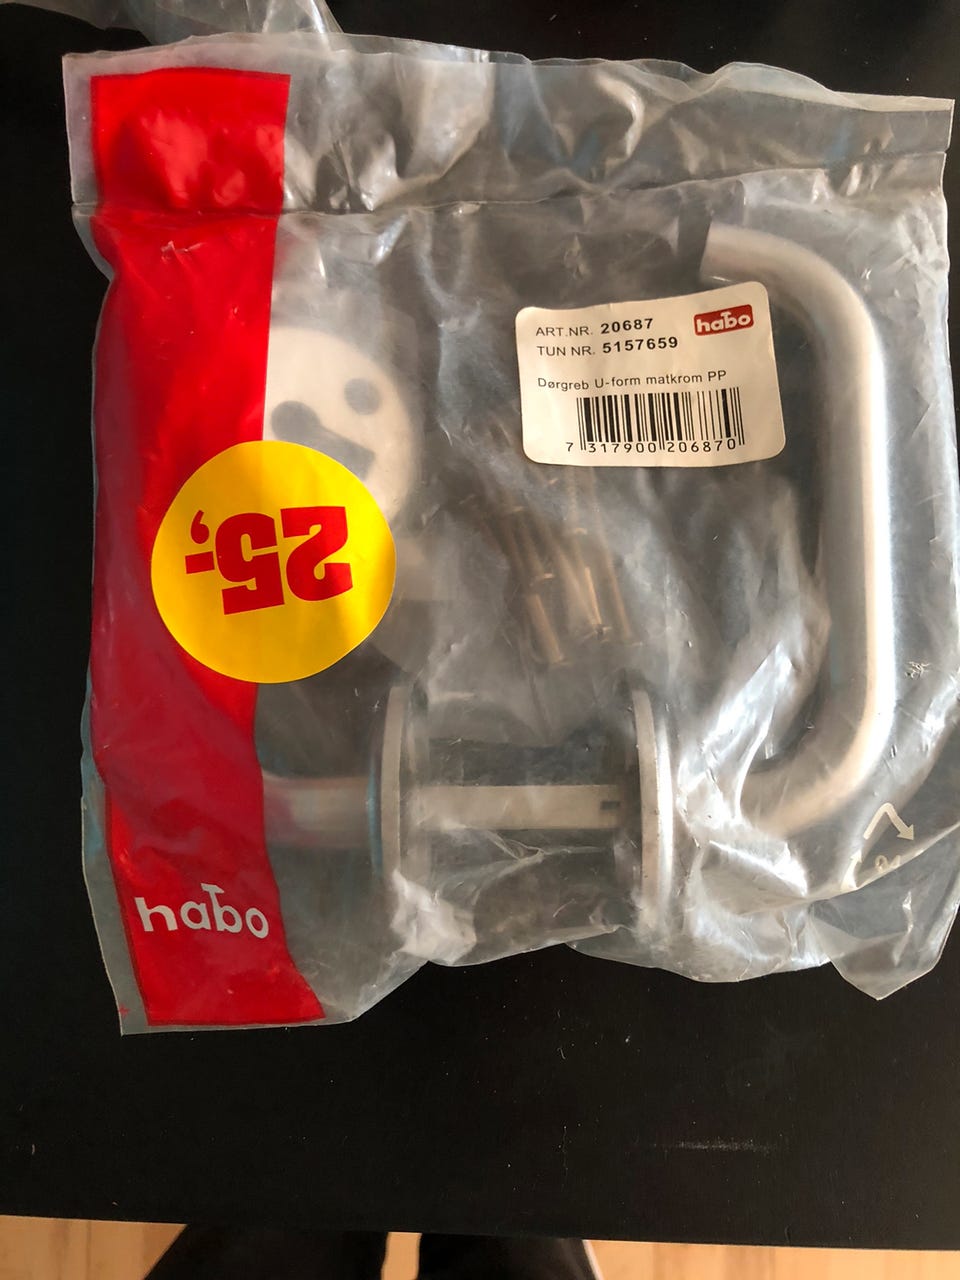 ART.NR. 20687
habo
TUN NR. 5157659
Dørgreb U-form matkrom PP
7 317900 206870
25,-
habo